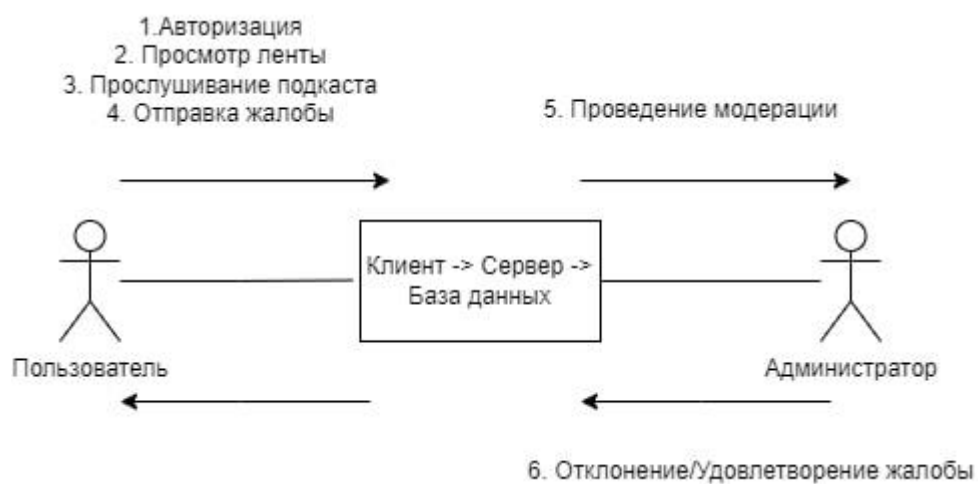 1.Авторизация
2. Просмотр ленты
3. Прослушивание подкаста
4. Отправка жалобы
5. Проведение модерации
Клиент -> Сервер ->
База данных
Пользователь
Администратор
6. Отклонение/Удовлетворение жалобы